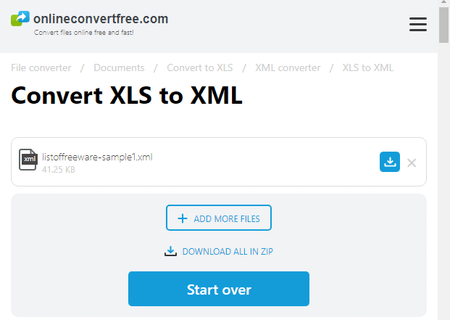 onlineconvertfree.com
Convert files online free and fast!
File converter / Documents / Convert to XLS / XML converter / XLS to XML
Convert XLS to XML
xml
listoffreeware-sample1.xml
41.25 KB
+ ADD MORE FILES
DOWNLOAD ALL IN ZIP
Start over